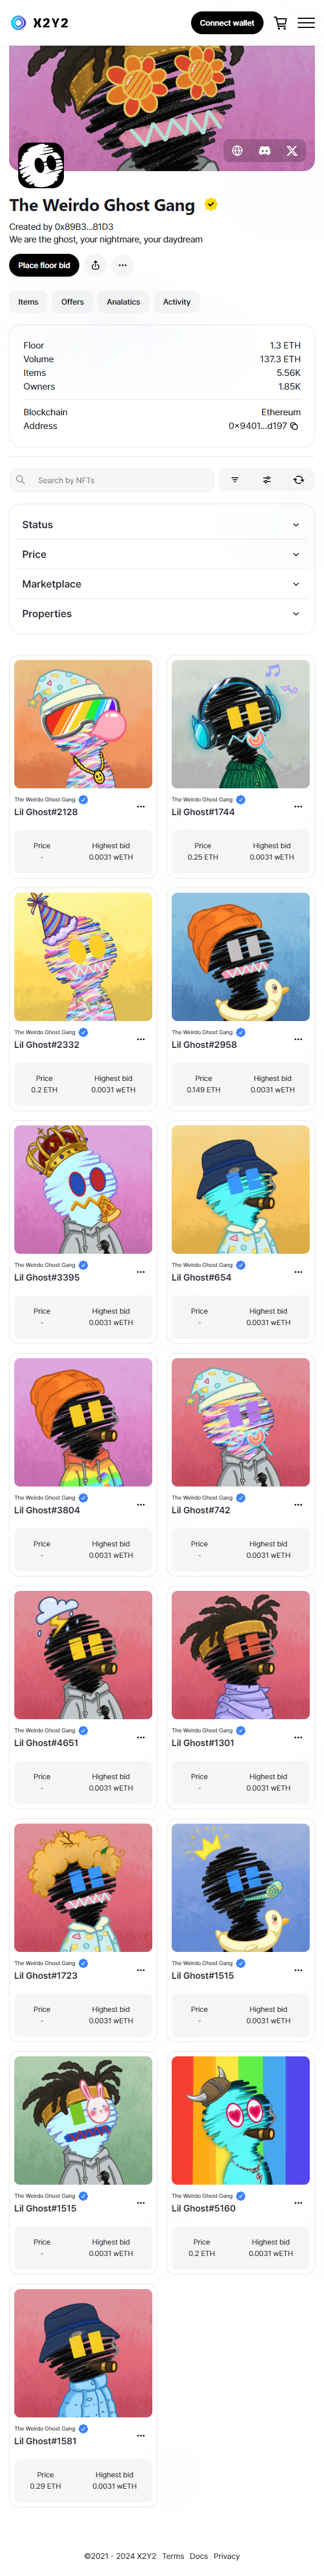 X2Y2
Connect wallet
The Weirdo Ghost Gang
Created by 0x89B3...81D3
We are the ghost, your nightmare, your daydream
Place floor bid
Items Offers Analatics Activity
Floor 1.3 ETH
Volume 137.3 ETH
Items 5.56K
Owners 1.85K
Blockchain Ethereum
Address 0x9401...d197
Search by NFTs
Status
Price
Marketplace
Properties
The Weirdo Ghost Gang
Lil Ghost#2128
Price Highest bid
- 0.0031 wETH
The Weirdo Ghost Gang
Lil Ghost#1744
Price Highest bid
0.25 ETH 0.0031 wETH
The Weirdo Ghost Gang
Lil Ghost#2332
Price Highest bid
0.2 ETH 0.0031 wETH
The Weirdo Ghost Gang
Lil Ghost#2958
Price Highest bid
0.149 ETH 0.0031 wETH
The Weirdo Ghost Gang
Lil Ghost#3395
Price Highest bid
- 0.0031 wETH
The Weirdo Ghost Gang
Lil Ghost#654
Price Highest bid
- 0.0031 wETH
The Weirdo Ghost Gang
Lil Ghost#3804
Price Highest bid
- 0.0031 wETH
The Weirdo Ghost Gang
Lil Ghost#742
Price Highest bid
- 0.0031 wETH
The Weirdo Ghost Gang
Lil Ghost#4651
Price Highest bid
- 0.0031 wETH
The Weirdo Ghost Gang
Lil Ghost#1301
Price Highest bid
- 0.0031 wETH
The Weirdo Ghost Gang
Lil Ghost#1723
Price Highest bid
- 0.0031 wETH
The Weirdo Ghost Gang
Lil Ghost#1515
Price Highest bid
- 0.0031 wETH
The Weirdo Ghost Gang
Lil Ghost#1515
Price Highest bid
- 0.0031 wETH
The Weirdo Ghost Gang
Lil Ghost#5160
Price Highest bid
0.2 ETH 0.0031 wETH
The Weirdo Ghost Gang
Lil Ghost#1581
Price Highest bid
0.29 ETH 0.0031 wETH
©2021 - 2024 X2Y2 Terms Docs Privacy